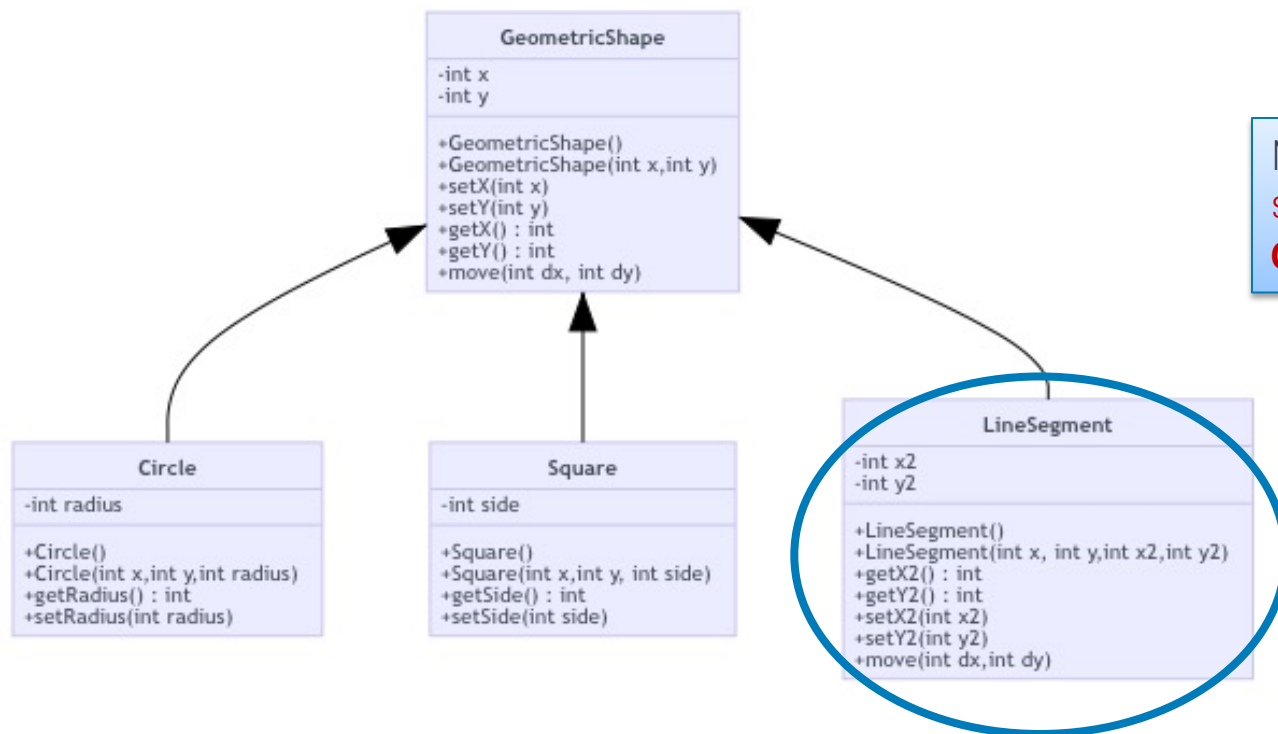 GeometricShape
-int x
-int y
+GeometricShape()
+GeometricShape(int x,int y)
+setX(int x)
+setY(int y)
+getX() : int
+getY() : int
+move(int dx, int dy)
Circle
-int radius
+Circle()
+Circle(int x,int y,int radius)
+getRadius() : int
+setRadius(int radius)
Square
-int side
+Square()
+Square(int x,int y, int side)
+getSide() : int
+setSide(int side)
LineSegment
-int x2
-int y2
+LineSegment()
+LineSegment(int x, int y,int x2,int y2)
+getX2() : int
+getY2() : int
+setX2(int x2)
+setY2(int y2)
+move(int dx,int dy)